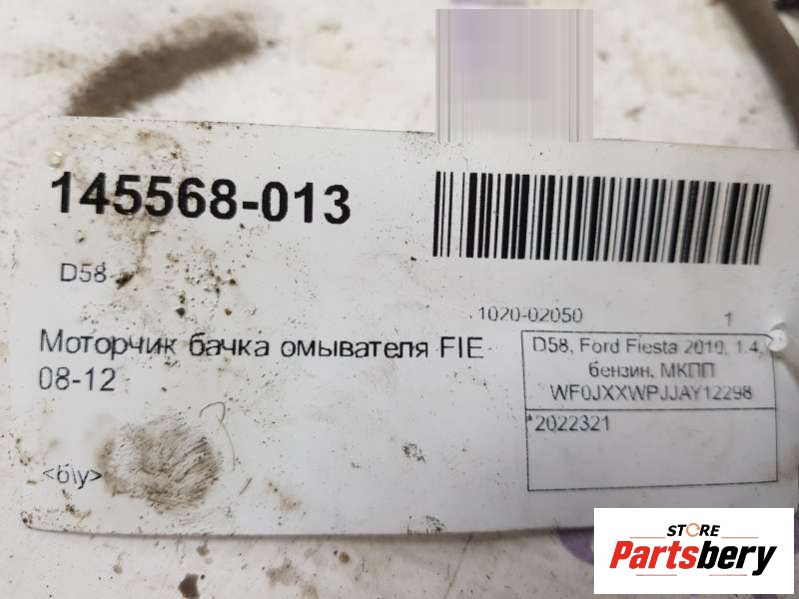 145568-013
D58
1020-02050 1
Моторчик бачка омывателя FIE
08-12
D58, Ford Fiesta 2010, 1.4,
бензин, МКПП
WF0JXXWPJJAY12298
*2022321
<б\у>
STORE
Partsbery